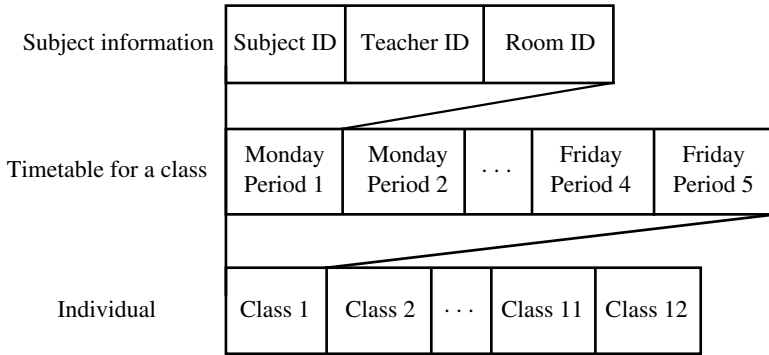 Subject information Subject ID Teacher ID Room ID
Timetable for a class Monday Period 1 Monday Period 2 · · · Friday Period 4 Friday Period 5
Individual Class 1 Class 2 · · · Class 11 Class 12